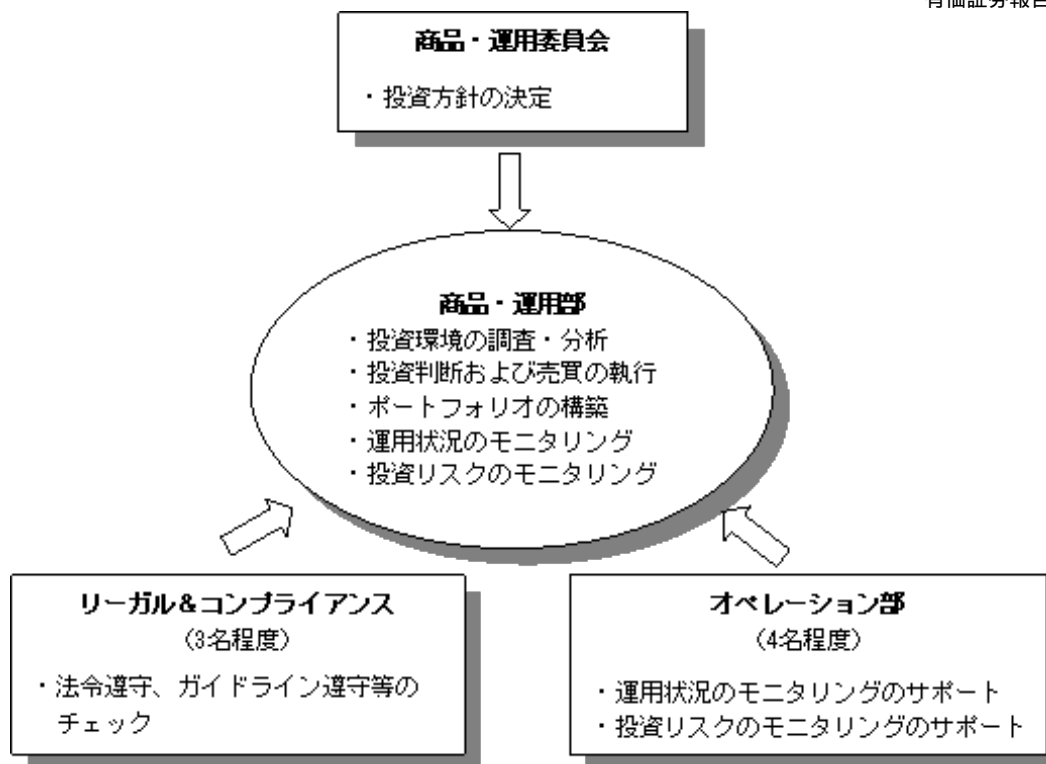 商品・運用委員会
・投資方針の決定
商品・運用部
・投資環境の調査・分析
・投資判断および売買の執行
・ポートフォリオの構築
・運用状況のモニタリング
・投資リスクのモニタリング
リーガル&コンプライアンス
(3名程度)
・法令遵守、ガイドライン遵守等の
チェック
オペレーション部
(4名程度)
・運用状況のモニタリングのサポート
・投資リスクのモニタリングのサポート